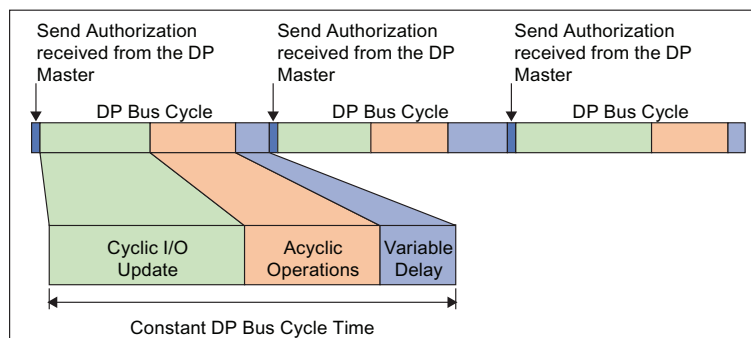 Send Authorization
received from the DP
Master
Send Authorization
received from the DP
Master
Send Authorization
received from the DP
Master
DP Bus Cycle
DP Bus Cycle
DP Bus Cycle
Cyclic I/O
Update
Acyclic
Operations
Variable
Delay
Constant DP Bus Cycle Time